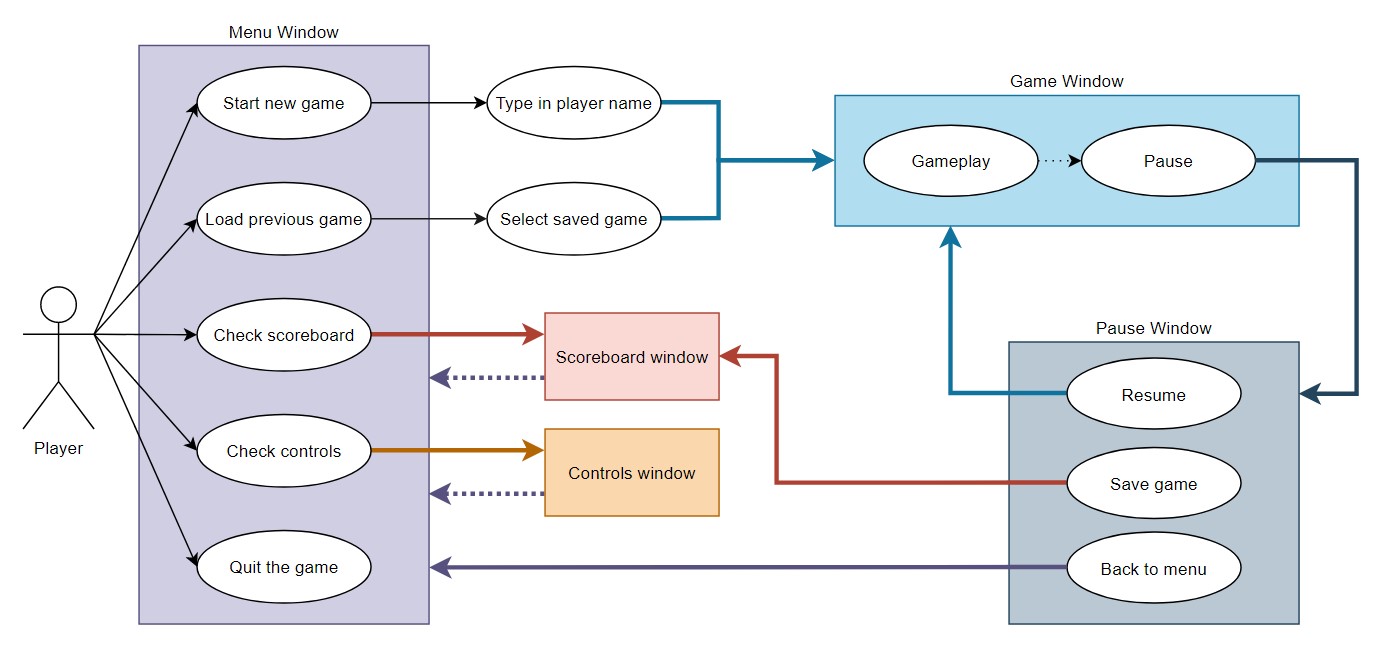 Menu Window
Start new game
Type in player name
Load previous game
Select saved game
Check scoreboard
Scoreboard window
Check controls
Controls window
Quit the game
Player
Game Window
Gameplay
Pause
Pause Window
Resume
Save game
Back to menu